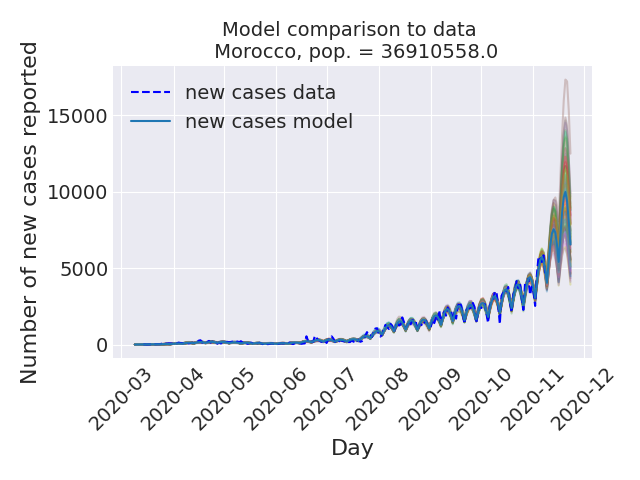 Model comparison to data
Morocco, pop. = 36910558.0
Number of new cases reported
new cases data
new cases model
15000
10000
5000
0
2020-03
2020-04
2020-05
2020-06
2020-07
2020-08
2020-09
2020-10
2020-11
2020-12
Day